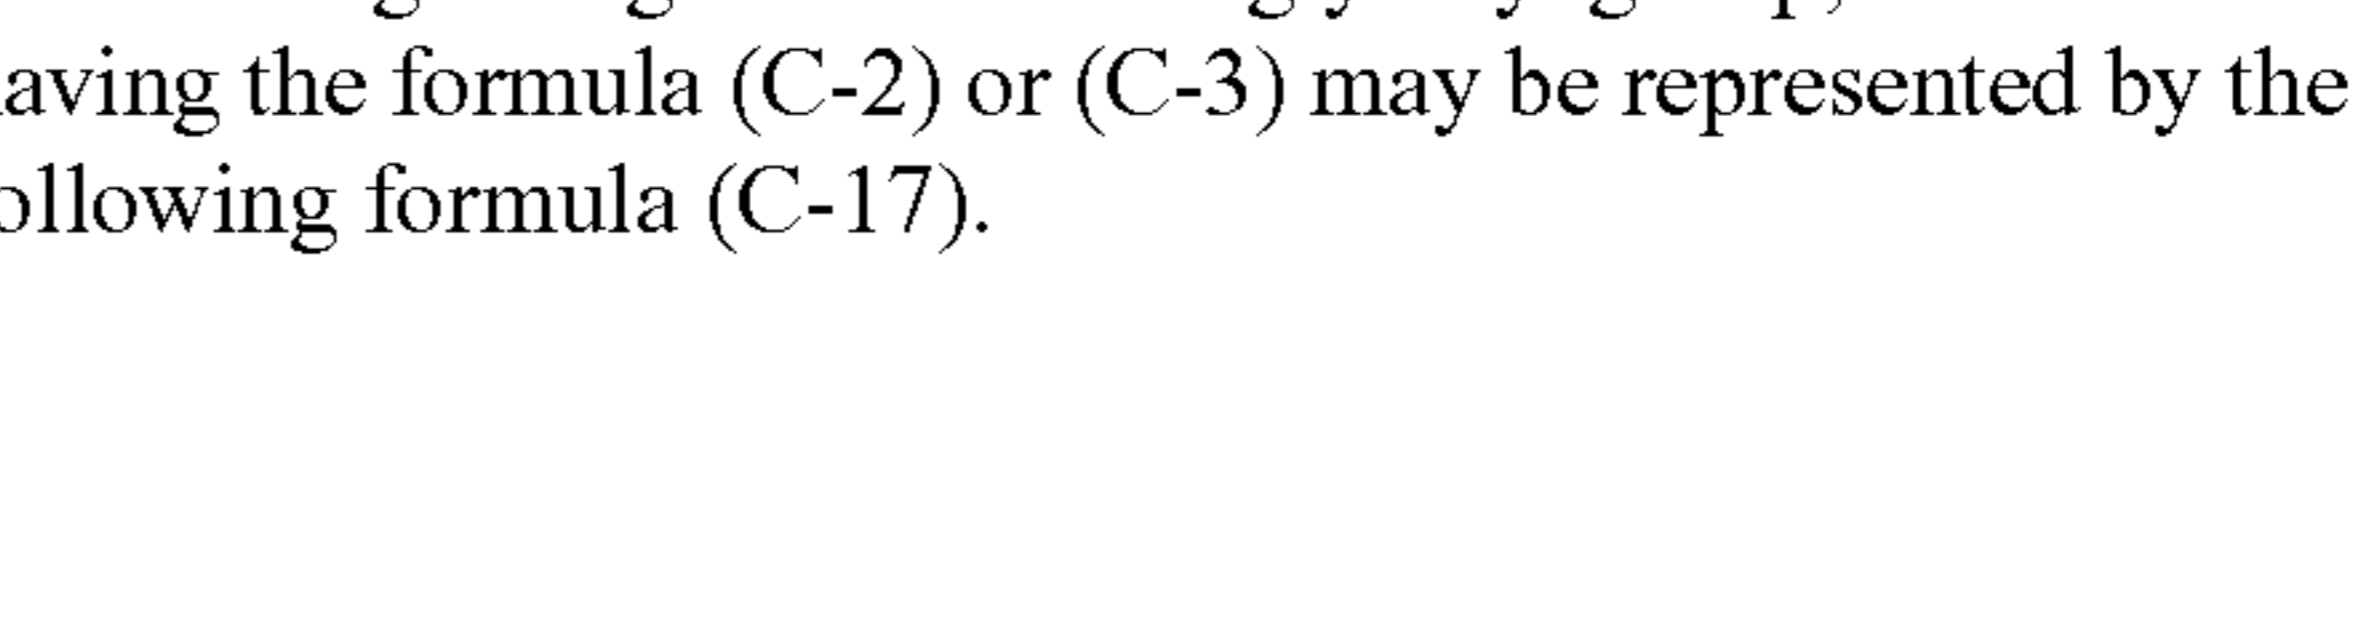 aving the formula (C-2) or (C-3) may be represented by the
ollowing formula (C-17).